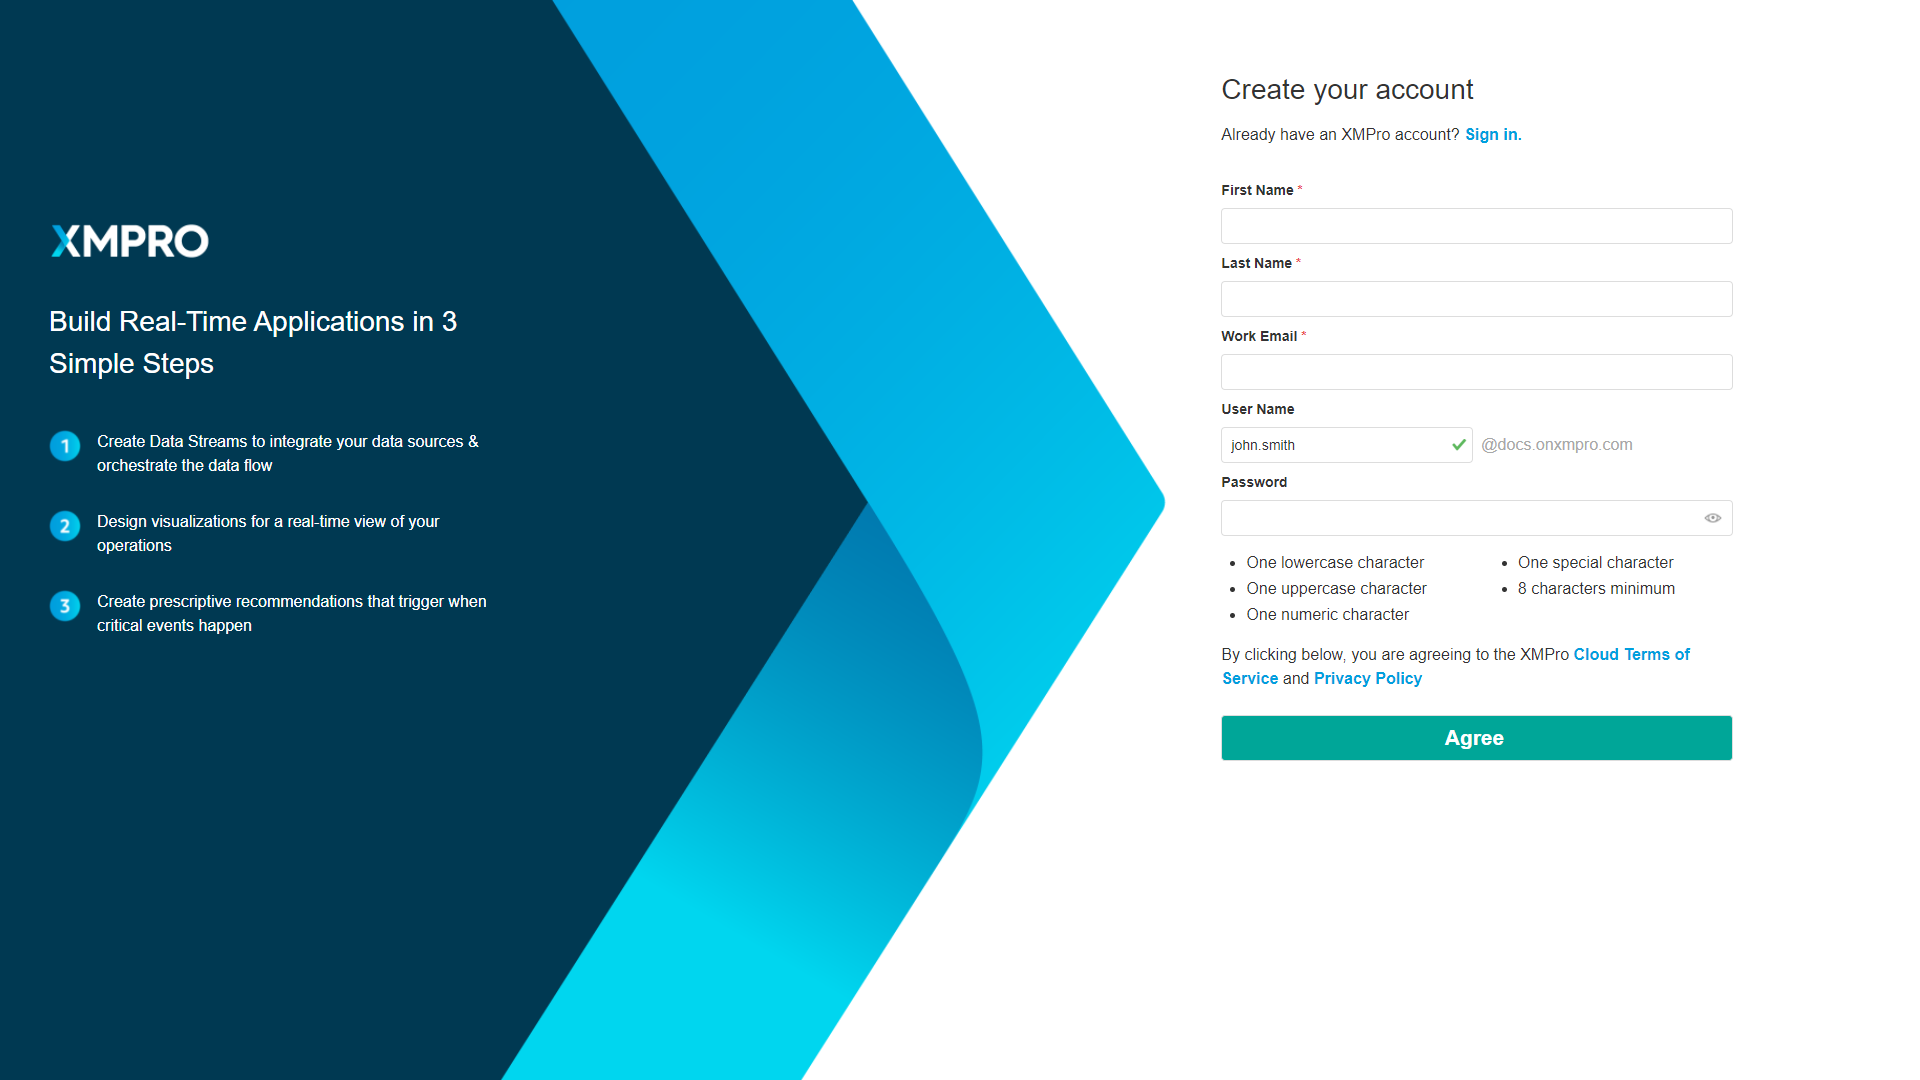 XMPRO
Build Real-Time Applications in 3
Simple Steps
1
Create Data Streams to integrate your data sources &
orchestrate the data flow
2
Design visualizations for a real-time view of your
operations
3
Create prescriptive recommendations that trigger when
critical events happen
Create your account
Already have an XMPro account? Sign in.
First Name *
Last Name *
Work Email *
User Name
john.smith @docs.onxmpro.com
Password
One lowercase character
One uppercase character
One numeric character
One special character
8 characters minimum
By clicking below, you are agreeing to the XMPro Cloud Terms of
Service and Privacy Policy
Agree